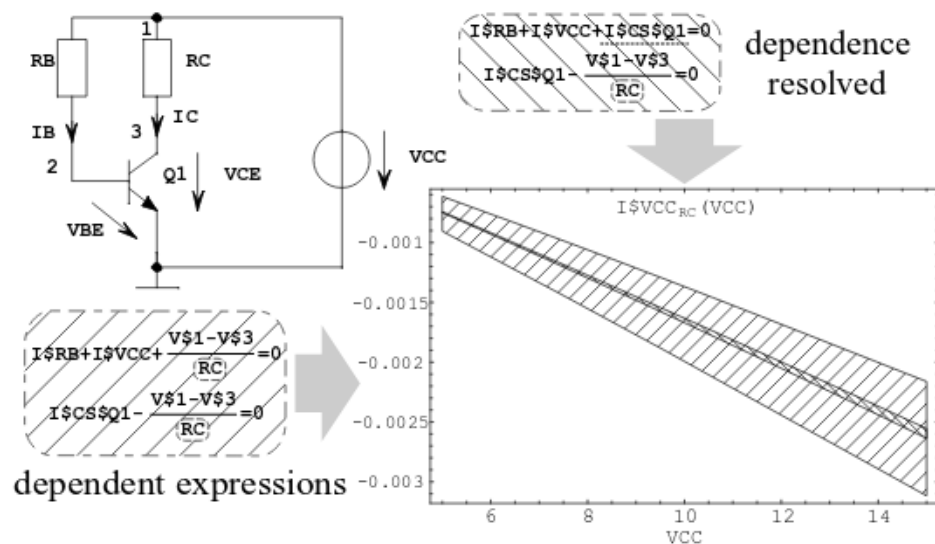 1
RB
RC
IB
IC
3
2
Q1
VCE
VCC
VBE
I$RB+I$VCC+I$CS$Q1=0
I$CS$Q1-V$1-V$3/RC=0
dependence
resolved
I$RB+I$VCC+V$1-V$3/RC=0
I$CS$Q1-V$1-V$3/RC=0
dependent expressions
I$VCC_RC(VCC)
-0.001
-0.0015
-0.002
-0.0025
-0.003
6 8 10 12 14
VCC